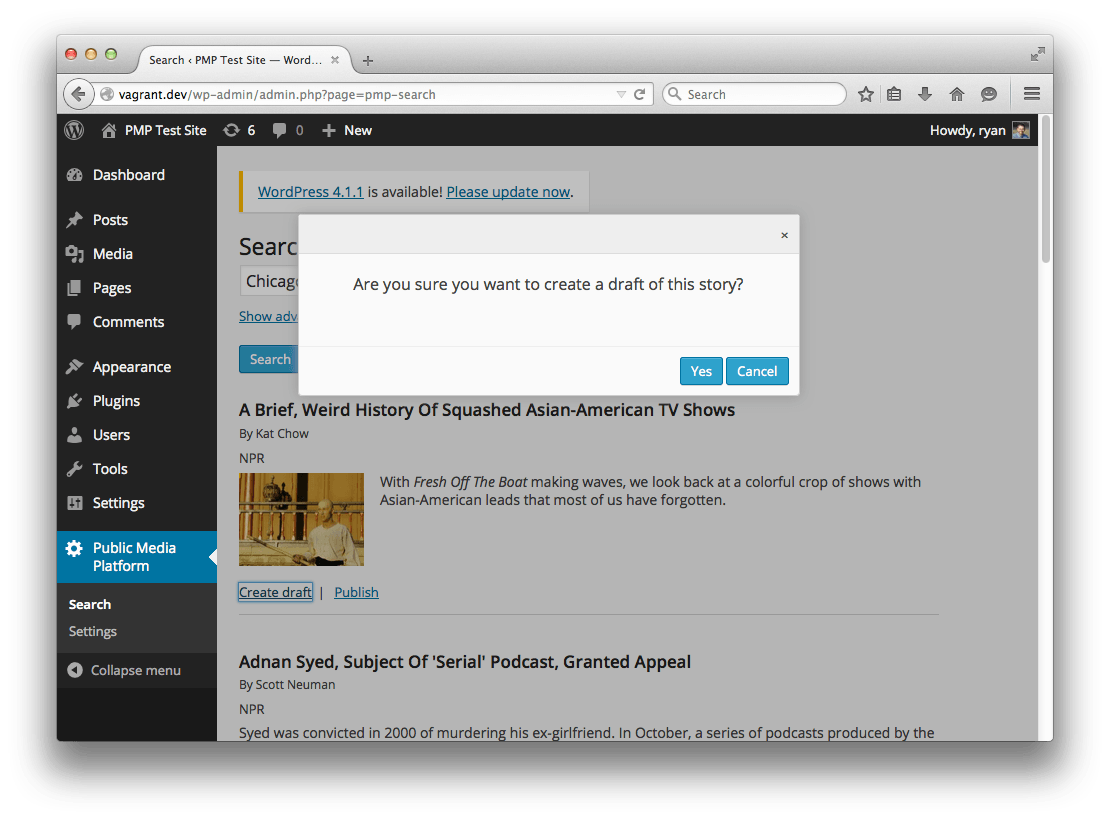 Search ‹ PMP Test Site — Word...
vagrant.dev/wp-admin/admin.php?page=pmp-search
Search
PMP Test Site 6 0 New
Howdy, ryan
Dashboard
Posts
Media
Pages
Comments
Appearance
Plugins
Users
Tools
Settings
Public Media
Platform
Search
Settings
Collapse menu
WordPress 4.1.1 is available! Please update now.
×
Are you sure you want to create a draft of this story?
Yes Cancel
Show adv
Search
A Brief, Weird History Of Squashed Asian-American TV Shows
By Kat Chow
NPR
With Fresh Off The Boat making waves, we look back at a colorful crop of shows with
Asian-American leads that most of us have forgotten.
Create draft | Publish
Adnan Syed, Subject Of 'Serial' Podcast, Granted Appeal
By Scott Neuman
NPR
Syed was convicted in 2000 of murdering his ex-girlfriend. In October, a series of podcasts produced by the